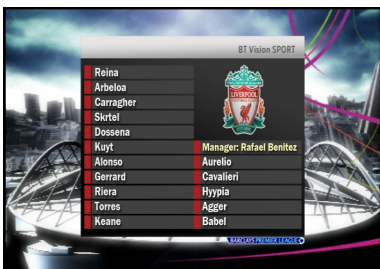 BT Vision SPORT
Reina
Arbeloa
Carragher
Skrtel
Dossena
Kuyt
Alonso
Gerrard
Riera
Torres
Keane
LIVERPOOL
Manager: Rafael Benitez
Aurelio
Cavalieri
Hyypia
Agger
Babel
BARCLAYS PREMIER LEAGUE